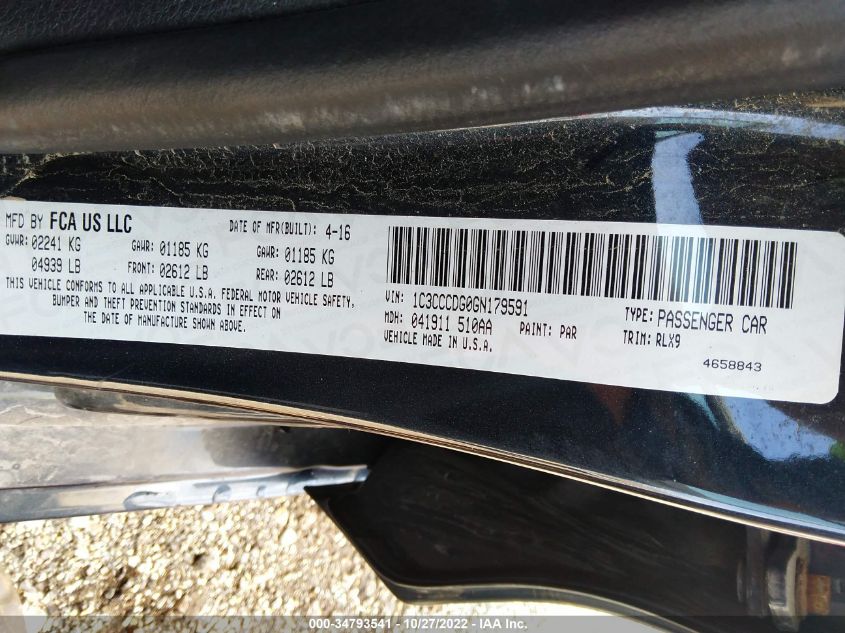 MFD BY FCA US LLC
DATE OF MFR(BUILT): 4-16
GVWR: 02241 KG
GAWR: 01185 KG
GAWR: 01185 KG
04939 LB
FRONT: 02612 LB
REAR: 02612 LB
THIS VEHICLE CONFORMS TO ALL APPLICABLE U.S.A. FEDERAL MOTOR VEHICLE SAFETY,
BUMPER AND THEFT PREVENTION STANDARDS IN EFFECT ON
THE DATE OF MANUFACTURE SHOWN ABOVE.
VIN: 1C3CCCDG0GN179591
TYPE: PASSENGER CAR
MDH: 041911 510AA
PAINT: PAR
TRIM: RLX9
VEHICLE MADE IN U.S.A.
4658843
000-34793541 / 10/27/2022 - IAA Inc.